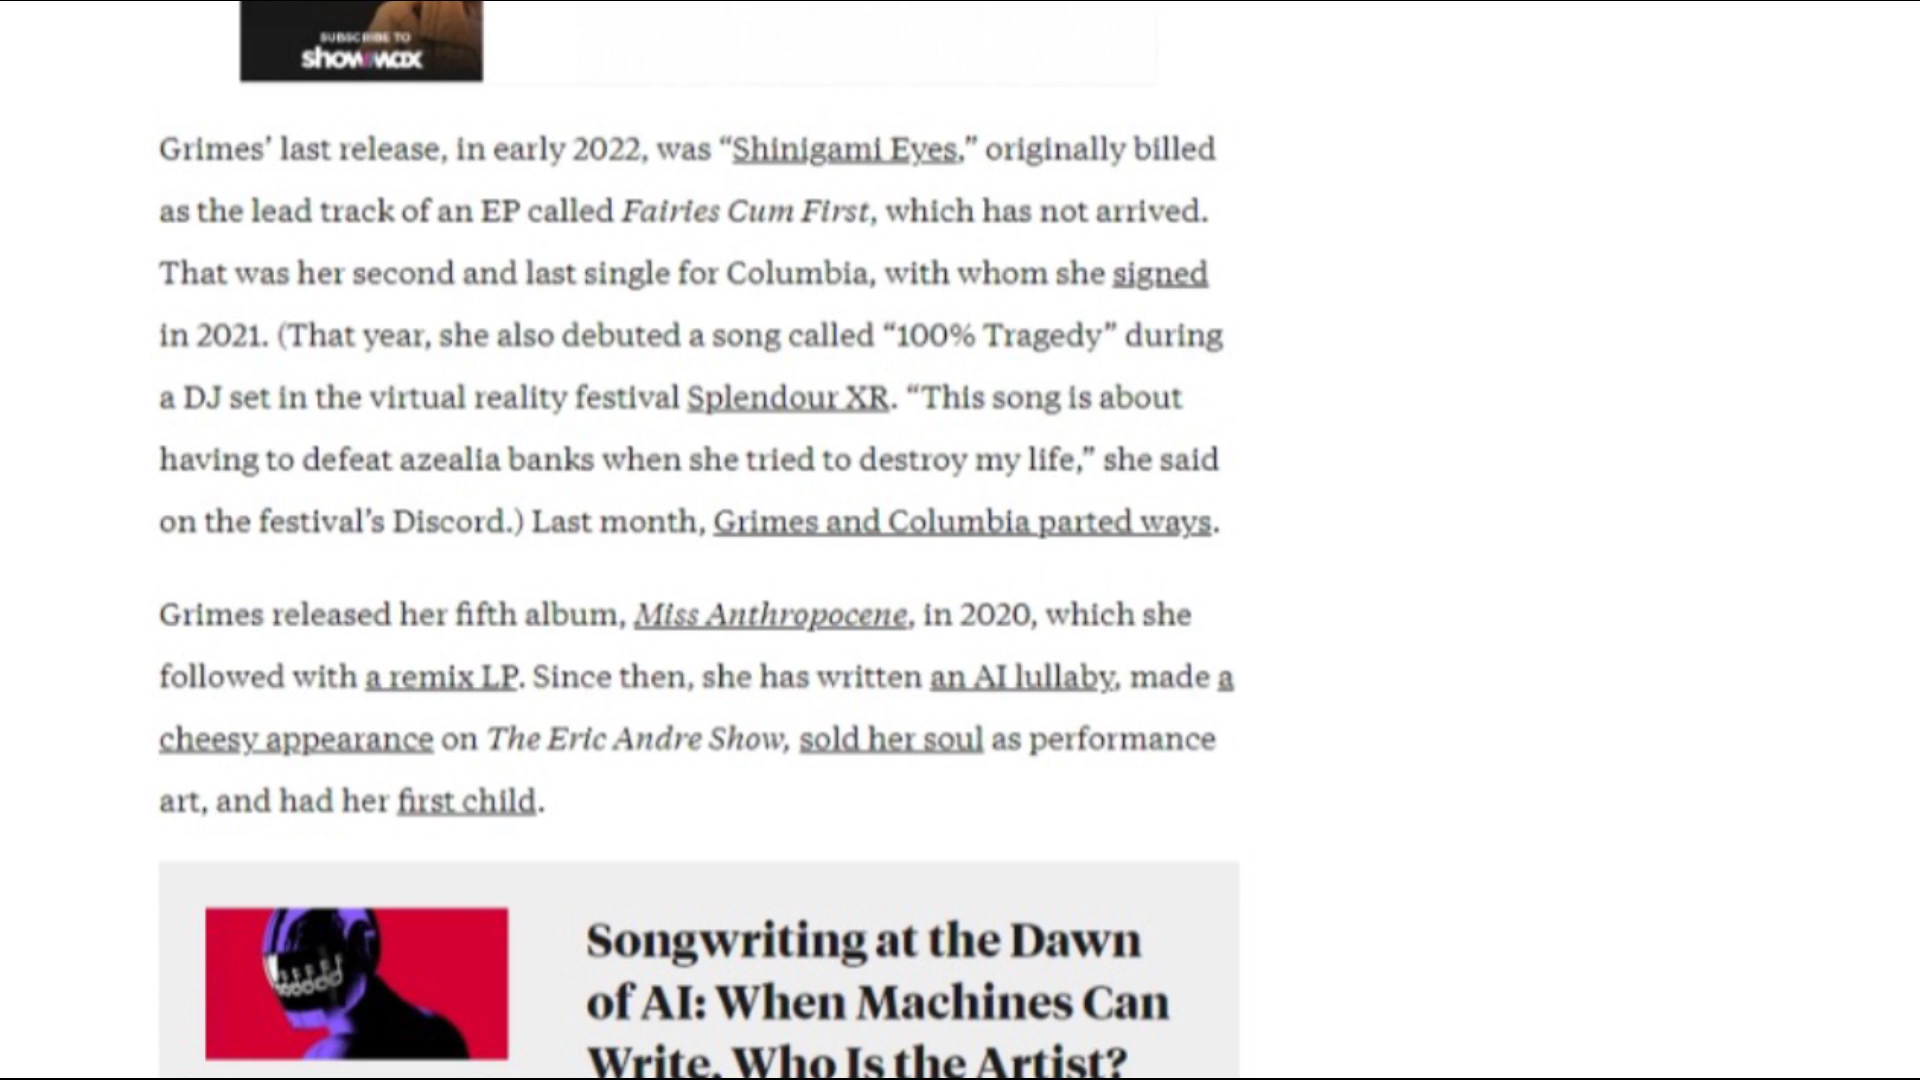 SUBSCRIBE TO
showmax
Grimes’ last release, in early 2022, was “Shinigami Eyes,” originally billed
as the lead track of an EP called Fairies Cum First, which has not arrived.
That was her second and last single for Columbia, with whom she signed
in 2021. (That year, she also debuted a song called “100% Tragedy” during
a DJ set in the virtual reality festival Splendour XR. “This song is about
having to defeat azealia banks when she tried to destroy my life,” she said
on the festival’s Discord.) Last month, Grimes and Columbia parted ways.
Grimes released her fifth album, Miss Anthropocene, in 2020, which she
followed with a remix LP. Since then, she has written an AI lullaby, made a
cheesy appearance on The Eric Andre Show, sold her soul as performance
art, and had her first child.
Songwriting at the Dawn
of AI: When Machines Can
Write, Who Is the Artist?